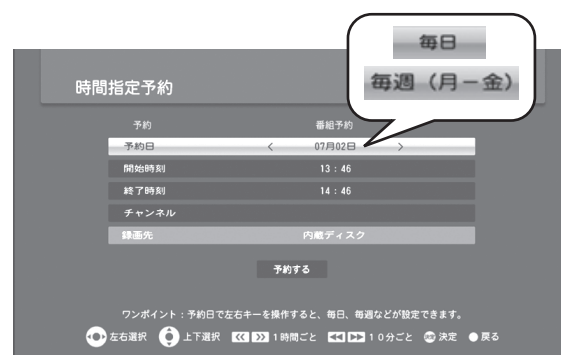 毎日
毎週（月－金）
時間指定予約
予約 番組予約
予約日 < 07月02日 >
開始時刻 13：46
終了時刻 14：46
チャンネル
録画先 内蔵ディスク
予約する
ワンポイント：予約日で左右キーを操作すると、毎日、毎週などが設定できます。
左右選択 上下選択 1時間ごと 10分ごと 決定 決定 戻る